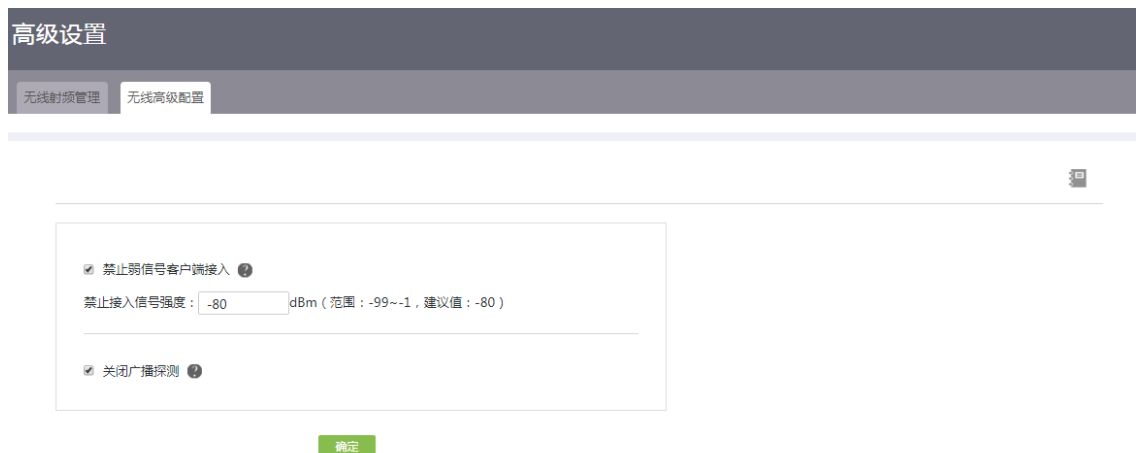 高级设置
无线射频管理 无线高级配置
禁止弱信号客户端接入 ?
禁止接入信号强度： -80 dBm（范围：-99~-1，建议值：-80）
关闭广播探测 ?
确定